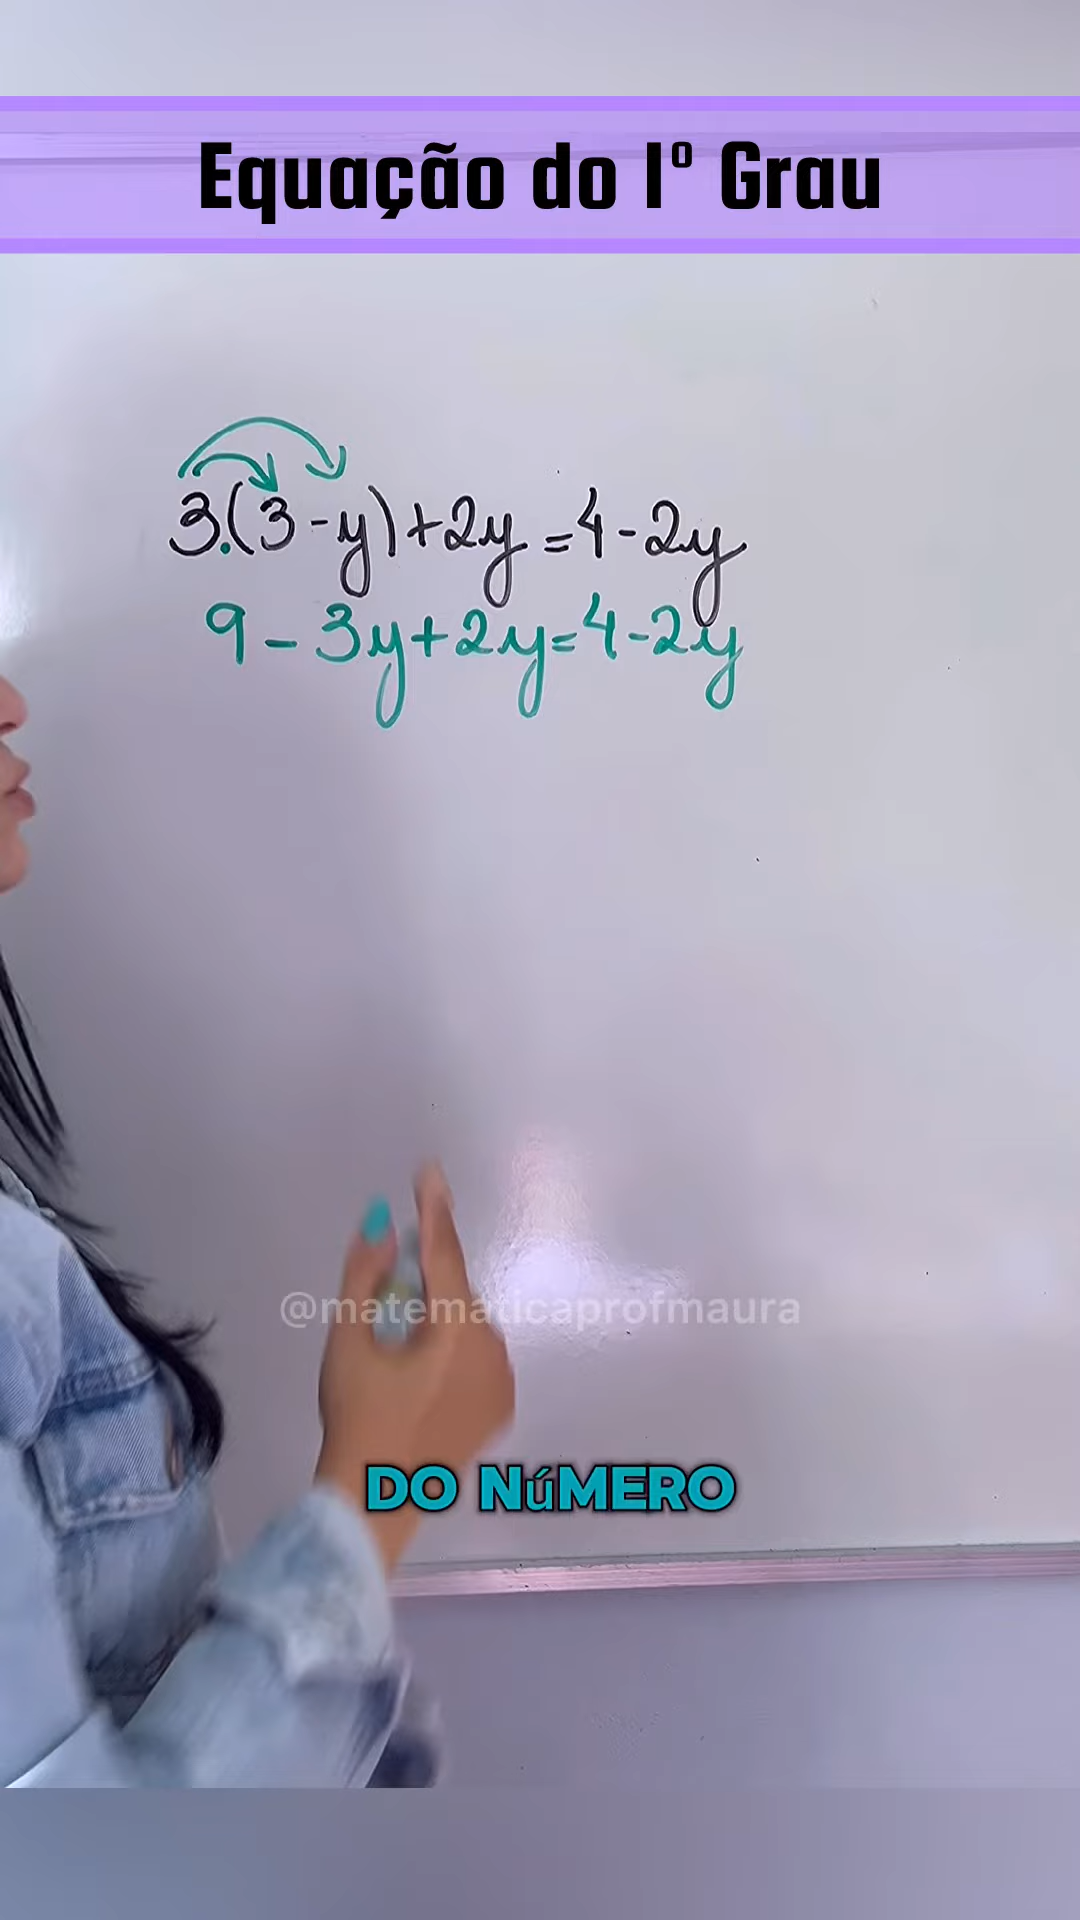 Equação do 1º Grau
3.(3-y)+2y=4-2y
9-3y+2y=4-2y
@matematicaprofmaura
DO NÚMERO